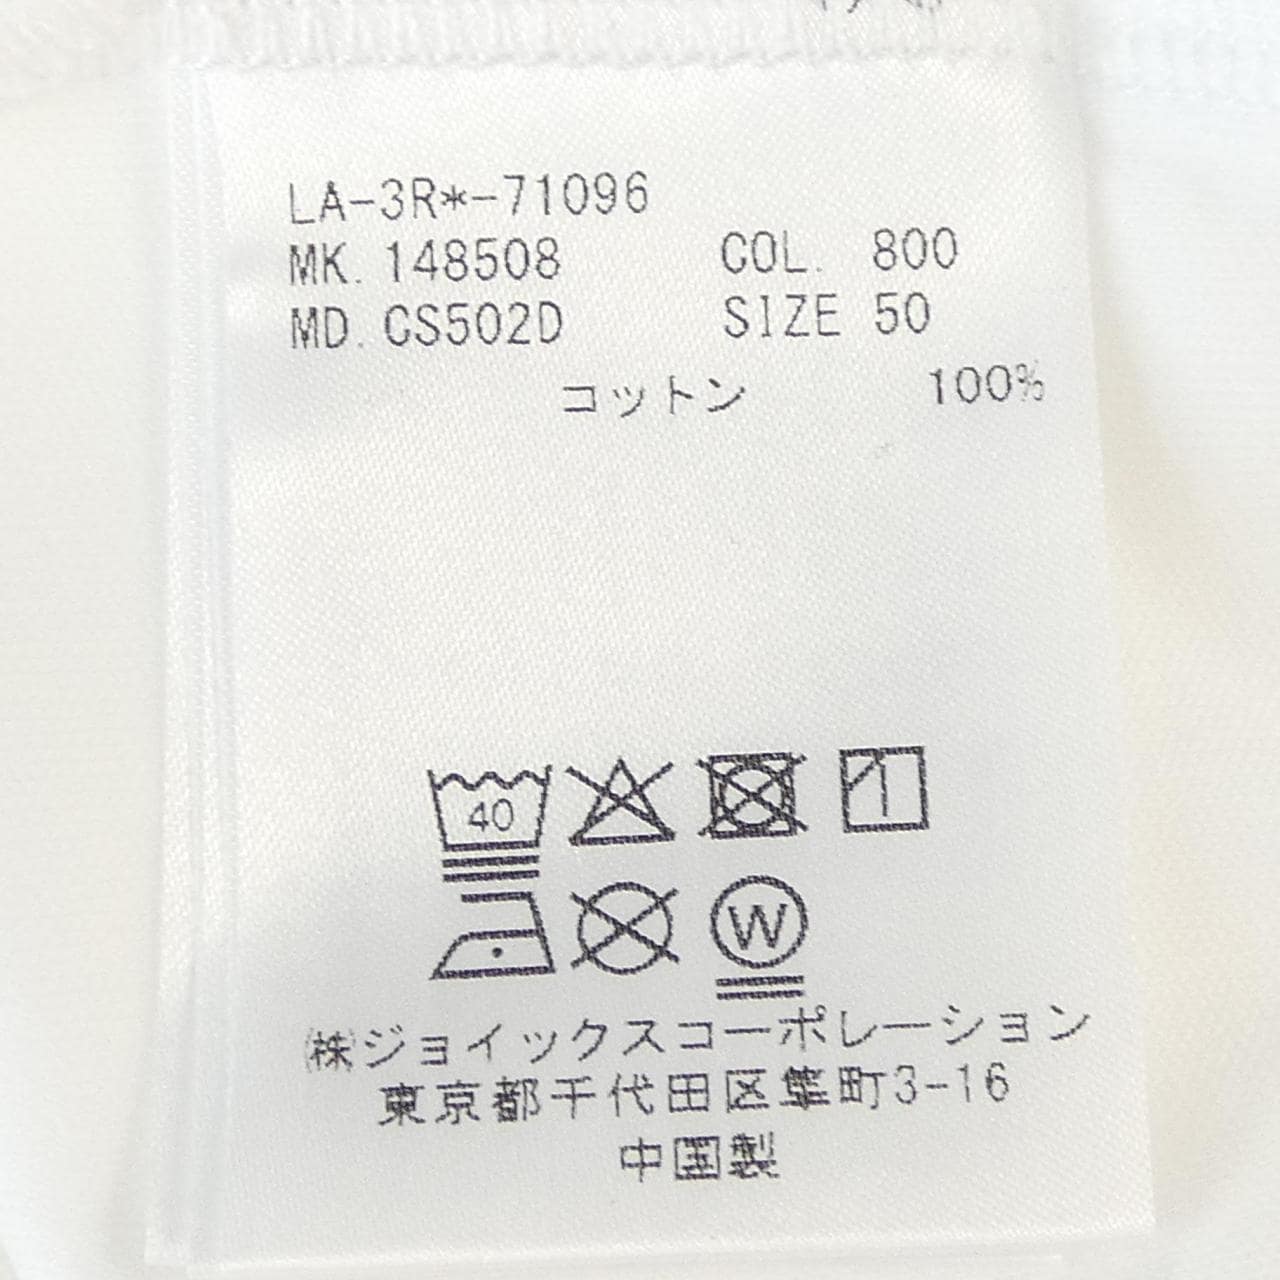 LA-3R*-71096
MK. 148508 COL. 800
MD. CS502D SIZE 50
コットン 100%
40
W
㈱ジョイックスコーポレーション
東京都千代田区隼町3-16
中国製